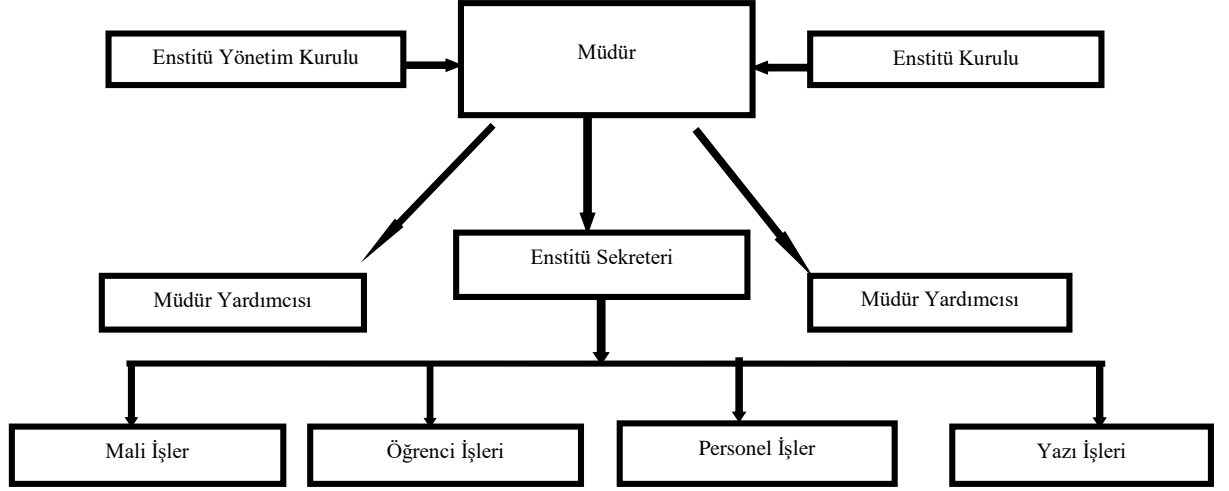 Enstitü Yönetim Kurulu
Müdür
Enstitü Kurulu
Enstitü Sekreteri
Müdür Yardımcısı
Müdür Yardımcısı
Mali İşler
Öğrenci İşleri
Personel İşler
Yazı İşleri